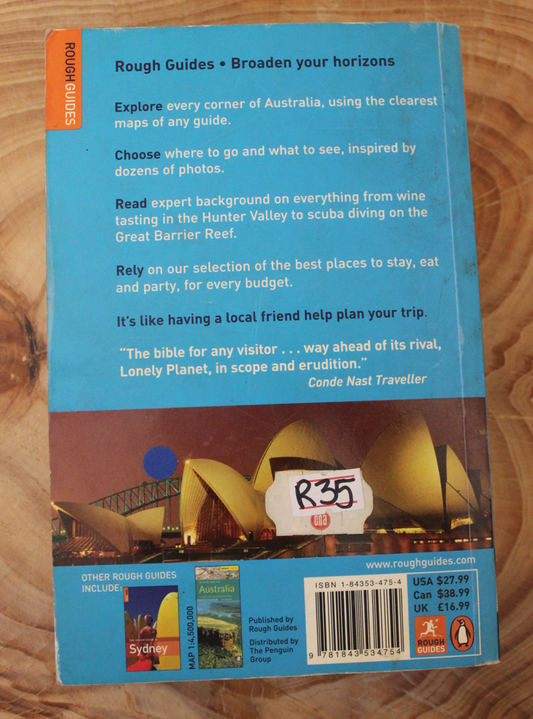 ROUGH GUIDES
Rough Guides • Broaden your horizons
Explore every corner of Australia, using the clearest
maps of any guide.
Choose where to go and what to see, inspired by
dozens of photos.
Read expert background on everything from wine
tasting in the Hunter Valley to scuba diving on the
Great Barrier Reef.
Rely on our selection of the best places to stay, eat
and party, for every budget.
It's like having a local friend help plan your trip.
“The bible for any visitor . . . way ahead of its rival,
Lonely Planet, in scope and erudition.”
Conde Nast Traveller
R35
www.roughguides.com
OTHER ROUGH GUIDES
INCLUDE:
Sydney
MAP 1:4,500,000
Australia
Published by
Rough Guides
Distributed by
The Penguin
Group
ISBN 1-84353-475-4
9 781843 534754
USA $27.99
Can $38.99
UK £16.99
ROUGH
GUIDES